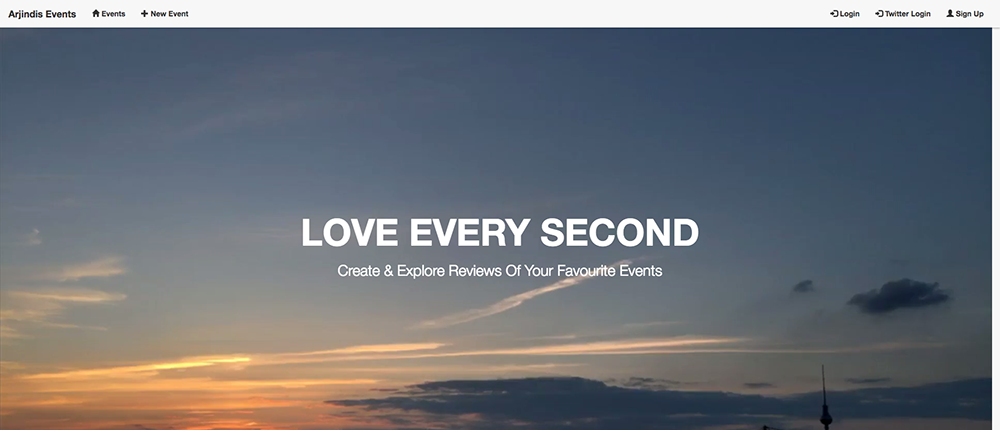 Arjindis Events Events New Event Login Twitter Login Sign Up
LOVE EVERY SECOND
Create & Explore Reviews Of Your Favourite Events